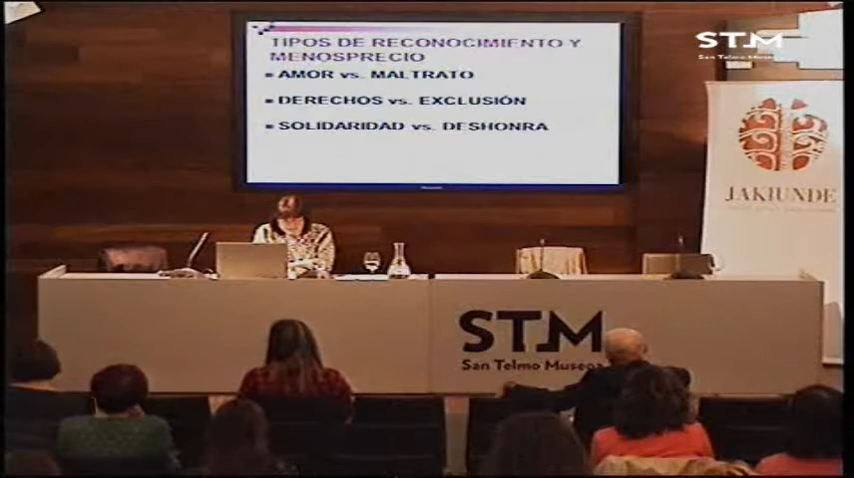 TIPOS DE RECONOCIMIENTO Y
MENOSPRECIO
AMOR vs. MALTRATO
DERECHOS vs. EXCLUSIÓN
SOLIDARIDAD vs. DESHONRA
STM
San Telmo Museoa
JAKIUNDE
STM
San Telmo Museoa